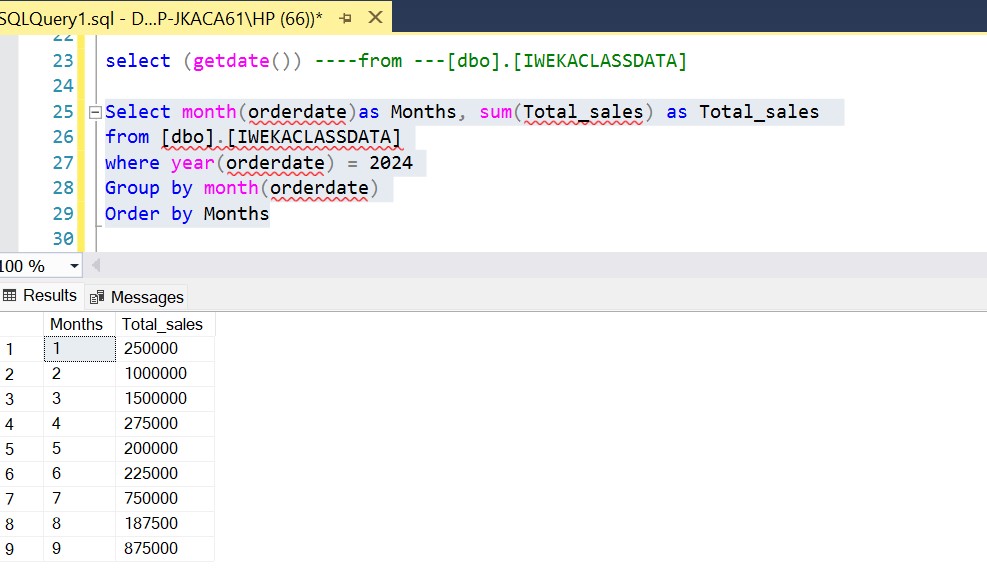 SQLQuery1.sql - D...P-JKACA61\HP (66))*
22
23 select (getdate()) ----from ---[dbo].[IWEKACLASSDATA]
24
25 Select month(orderdate)as Months, sum(Total_sales) as Total_sales
26 from [dbo].[IWEKACLASSDATA]
27 where year(orderdate) = 2024
28 Group by month(orderdate)
29 Order by Months
30
100 %
Results Messages
Months Total_sales
1 1 250000
2 2 1000000
3 3 1500000
4 4 275000
5 5 200000
6 6 225000
7 7 750000
8 8 187500
9 9 875000